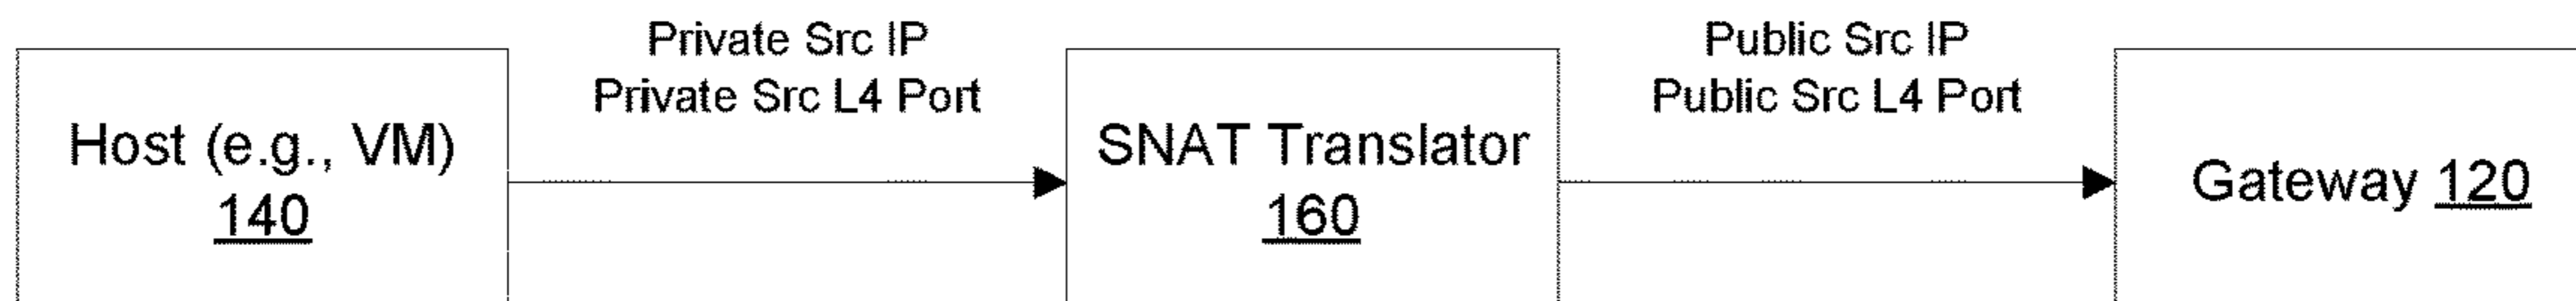 Host (e.g., VM)
140
Private Src IP
Private Src L4 Port
SNAT Translator
160
Public Src IP
Public Src L4 Port
Gateway 120